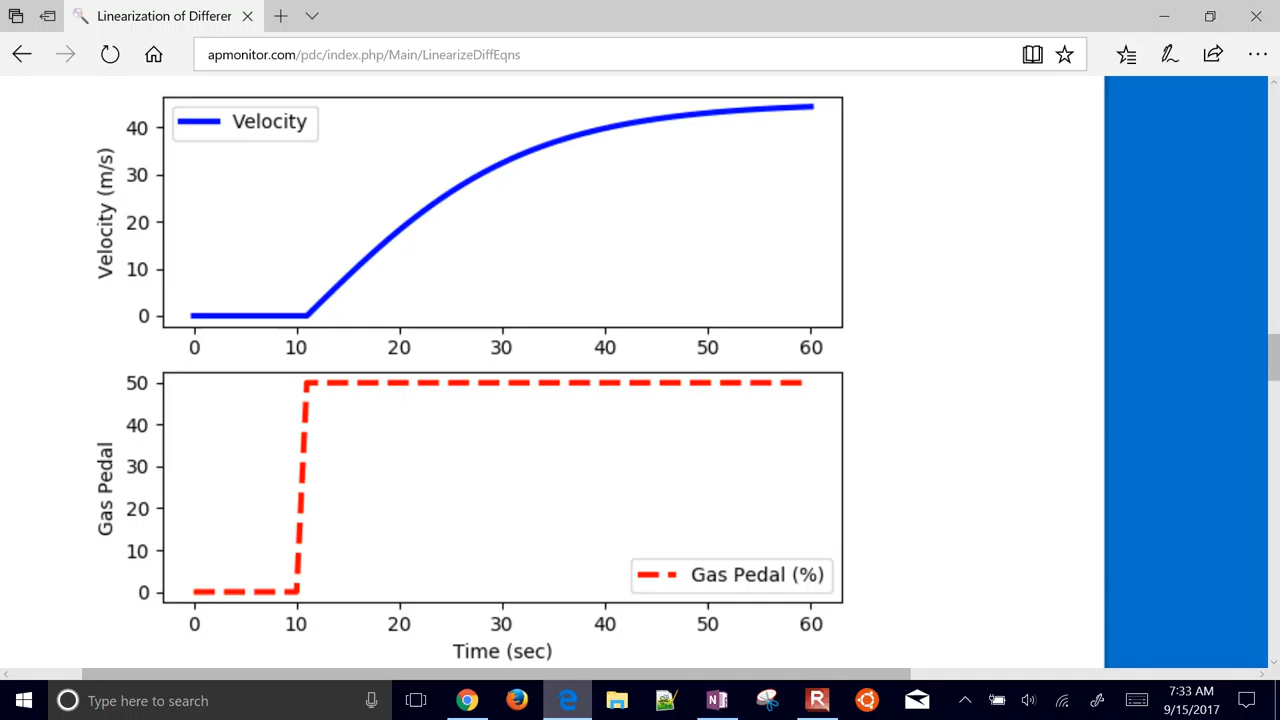 Linearization of Differer
apmonitor.com/pdc/index.php/Main/LinearizeDiffEqns
Velocity
Velocity (m/s)
40
30
20
10
0
0 10 20 30 40 50 60
Gas Pedal
50
40
30
20
10
0
Gas Pedal (%)
0 10 20 30 40 50 60
Time (sec)
Type here to search
7:33 AM
9/15/2017